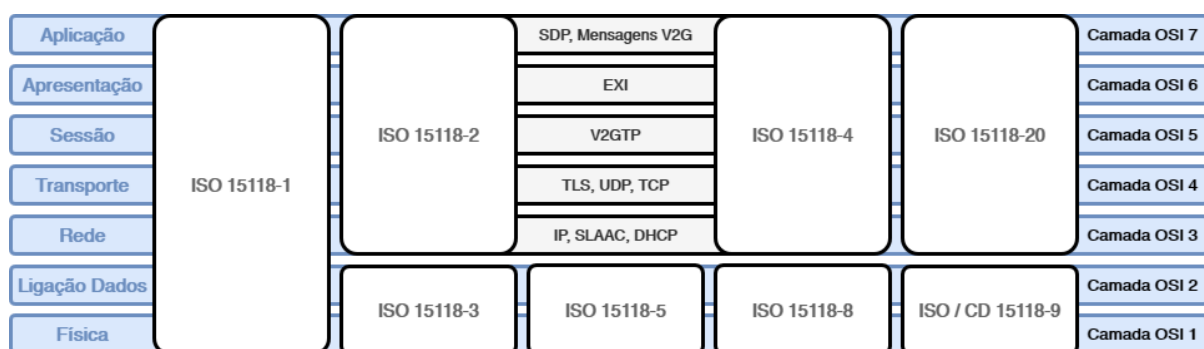 Aplicação SDP, Mensagens V2G Camada OSI 7
Apresentação EXI Camada OSI 6
Sessão ISO 15118-2 V2GTP ISO 15118-4 ISO 15118-20 Camada OSI 5
Transporte ISO 15118-1 TLS, UDP, TCP Camada OSI 4
Rede IP, SLAAC, DHCP Camada OSI 3
Ligação Dados Camada OSI 2
ISO 15118-3 ISO 15118-5 ISO 15118-8 ISO / CD 15118-9
Física Camada OSI 1